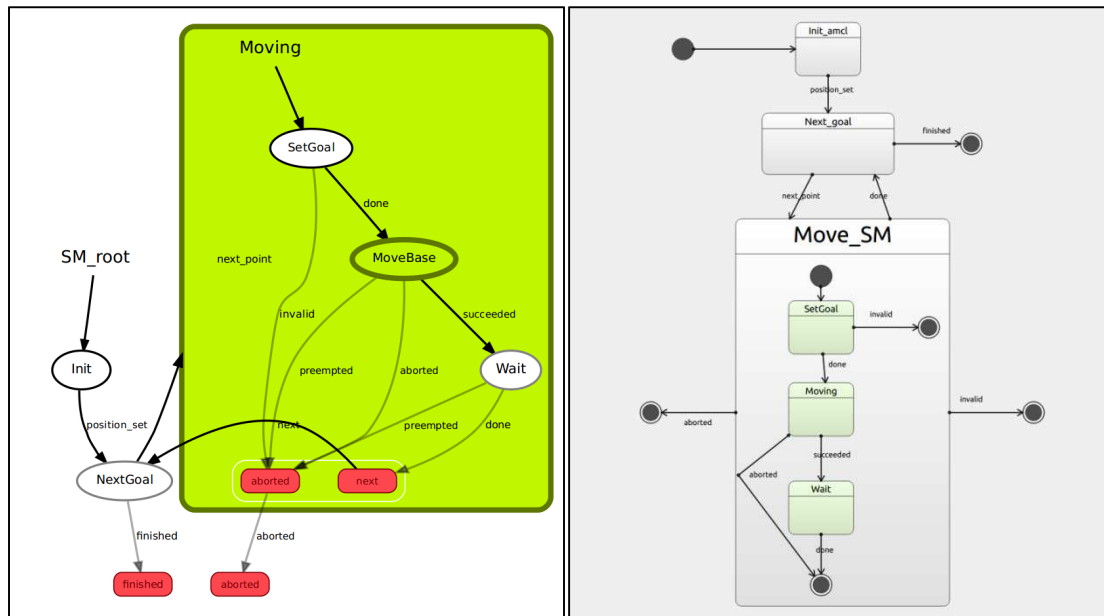 Moving
SetGoal
done
next_point
MoveBase
SM_root
invalid
succeeded
Init
preempted
aborted
Wait
position_set
next
preempted
done
NextGoal
aborted
next
finished
aborted
finished
aborted
Init_amcl
position_set
Next_goal
finished
next_point
done
Move_SM
SetGoal
invalid
done
Moving
aborted
invalid
succeeded
aborted
Wait
done